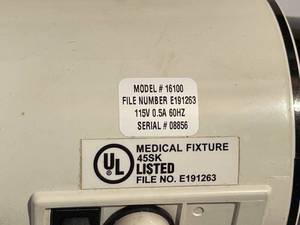 MODEL # 16100
FILE NUMBER E191263
115V 0.5A 60HZ
SERIAL # 08856
UL
MEDICAL FIXTURE
45SK
LISTED
FILE NO. E191263